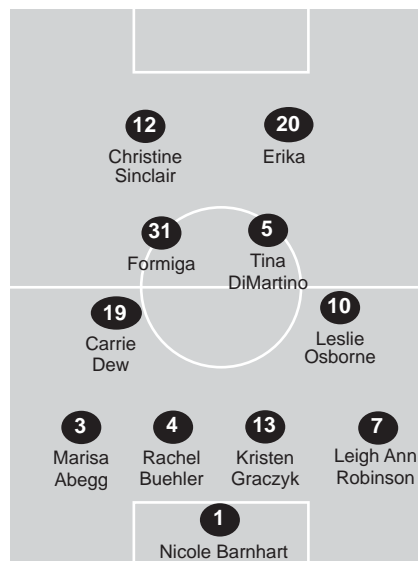 12
Christine
Sinclair
20
Erika
31
Formiga
5
Tina
DiMartino
19
Carrie
Dew
10
Leslie
Osborne
3
Marisa
Abegg
4
Rachel
Buehler
13
Kristen
Graczyk
7
Leigh Ann
Robinson
1
Nicole Barnhart